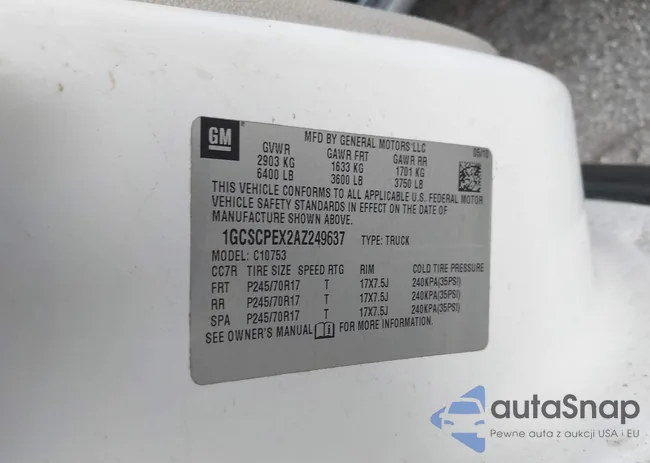 GM
MFD BY GENERAL MOTORS LLC
05/10
GVWR GAWR FRT GAWR RR
2903 KG 1633 KG 1701 KG
6400 LB 3600 LB 3750 LB
THIS VEHICLE CONFORMS TO ALL APPLICABLE U.S. FEDERAL MOTOR
VEHICLE SAFETY STANDARDS IN EFFECT ON THE DATE OF
MANUFACTURE SHOWN ABOVE.
1GCSCPEX2AZ249637 TYPE: TRUCK
MODEL: C10753
CC7R TIRE SIZE SPEED RTG RIM COLD TIRE PRESSURE
FRT P245/70R17 T 17X7.5J 240KPA(35PSI)
RR P245/70R17 T 17X7.5J 240KPA(35PSI)
SPA P245/70R17 T 17X7.5J 240KPA(35PSI)
SEE OWNER'S MANUAL FOR MORE INFORMATION.
autaSnap
Pewne auta z aukcji USA i EU